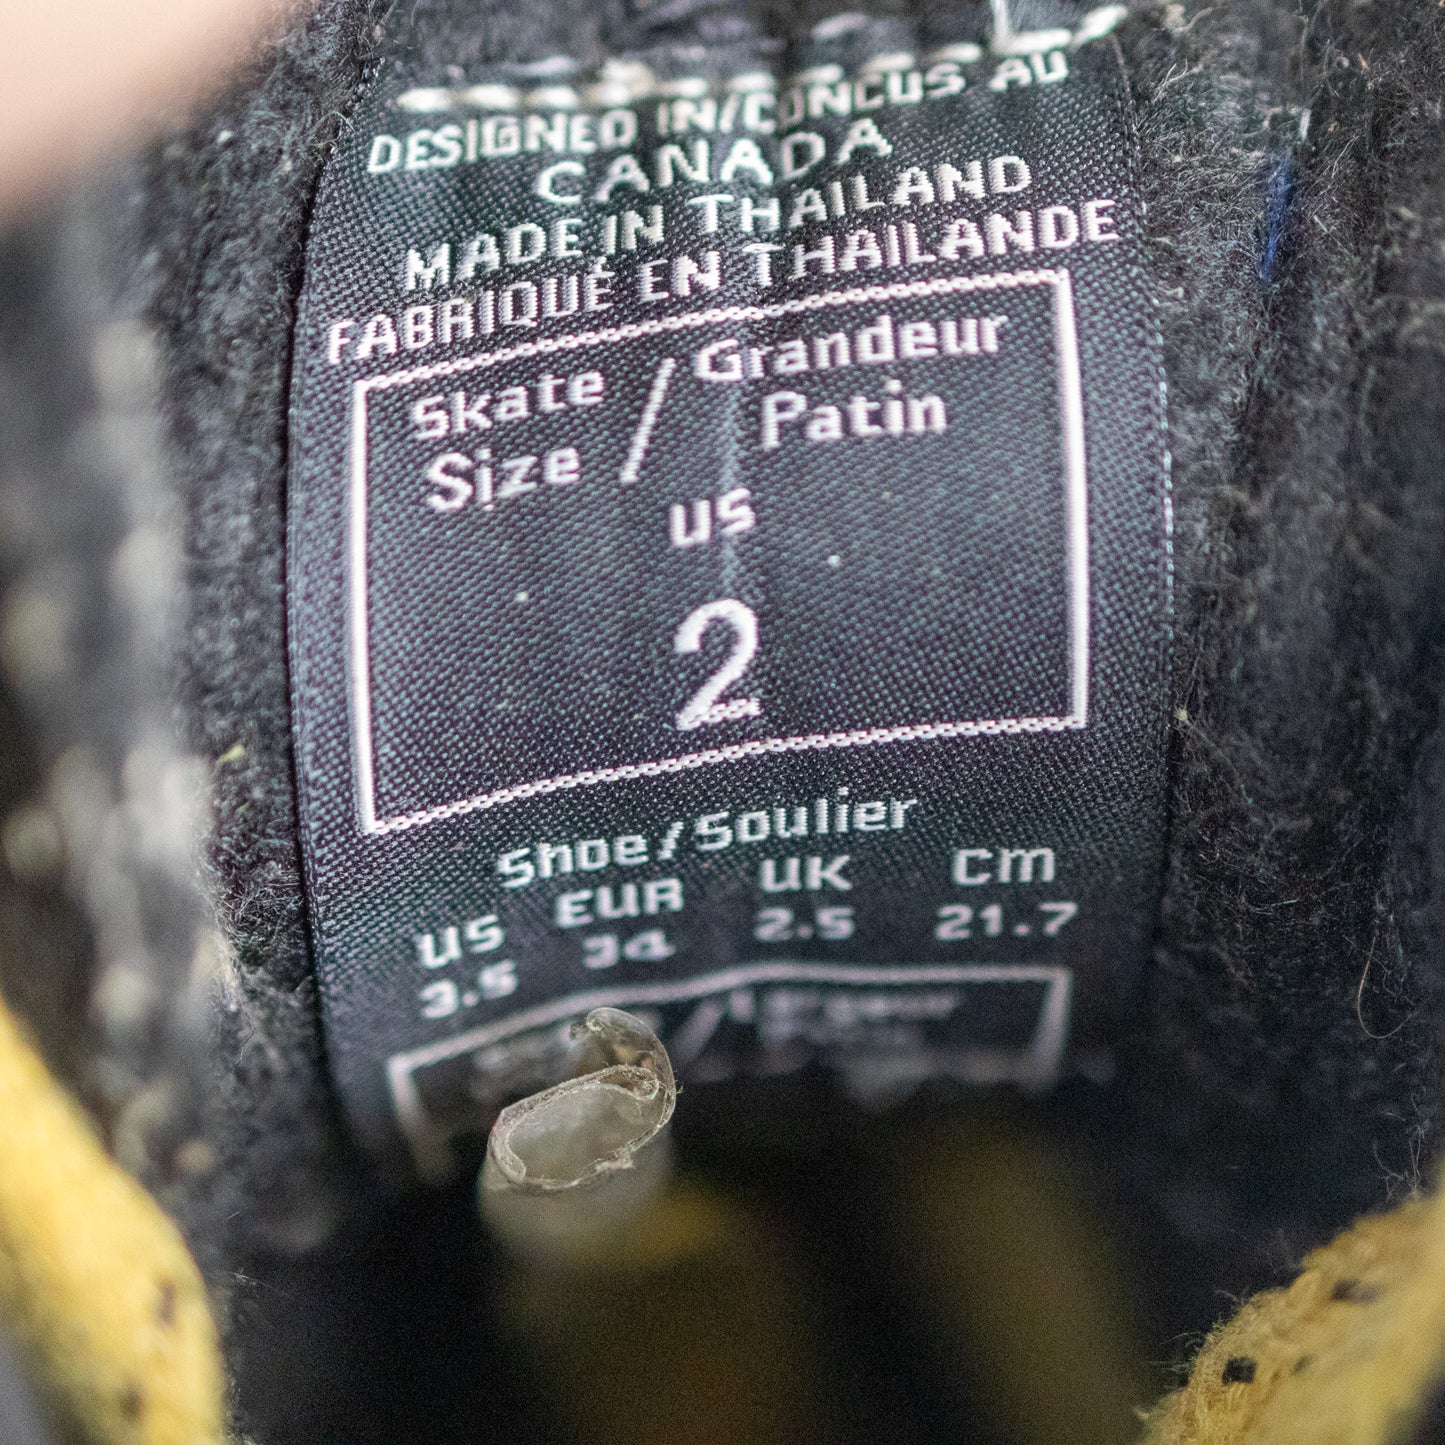 DESIGNED IN/CONCUS AU
CANADA
MADE IN THAILAND
FABRIQUÉ EN THAÏLANDE
Skate / Grandeur
Size / Patin
US
2
Shoe/Soulier
US EUR UK CM
3.5 34 2.5 21.7